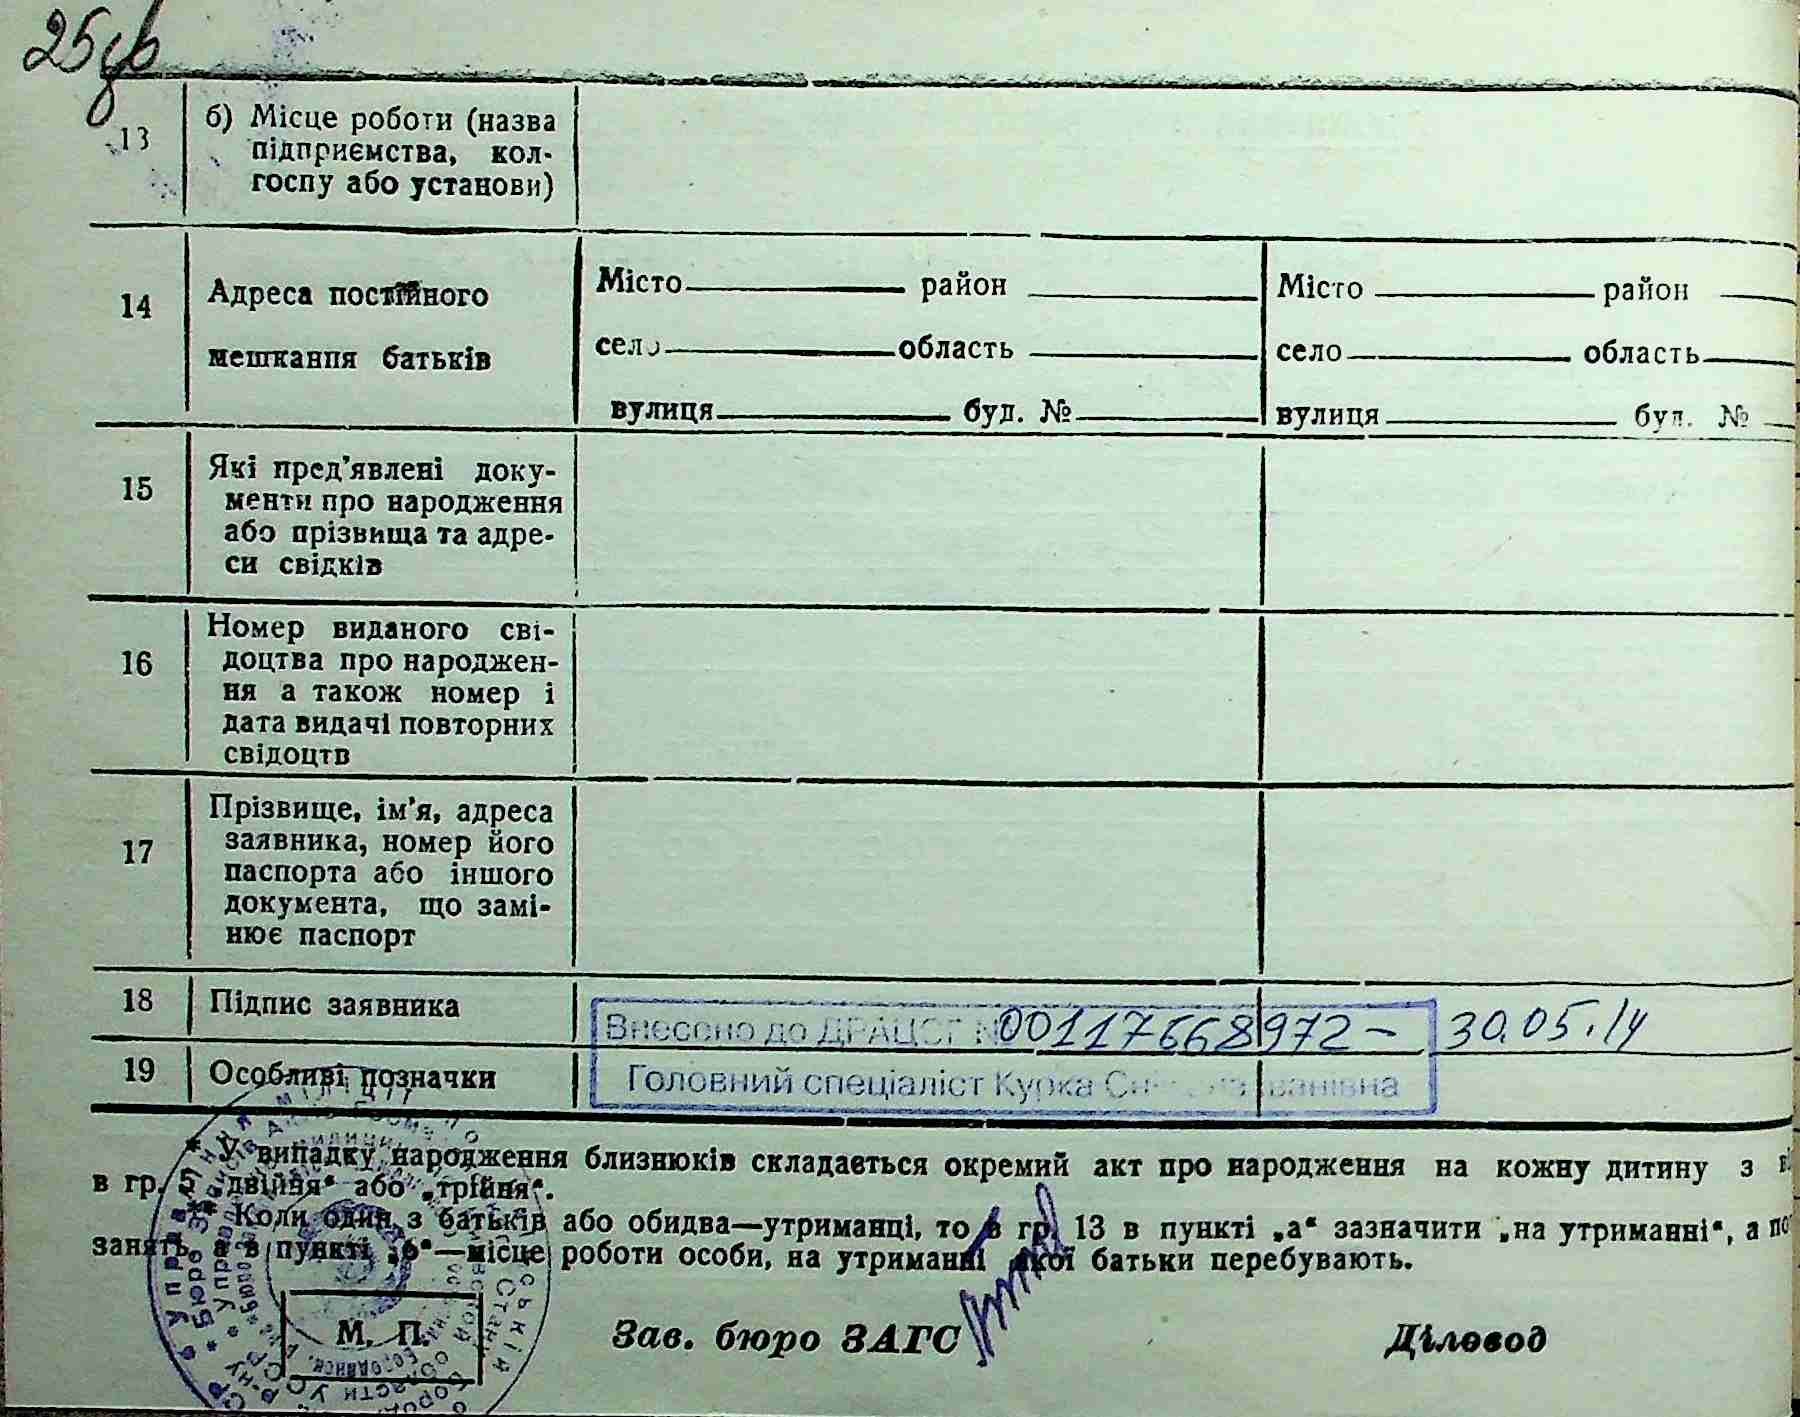 25зв
13
б) Місце роботи (назва
підприємства, кол-
госпу або установи)
14
Адреса постійного
мешкання батьків
Місто район
село область
вулиця буд. №
Місто район
село область
вулиця буд. №
15
Які пред'явлені доку-
менти про народження
або прізвища та адре-
си свідків
16
Номер виданого сві-
доцтва про народжен-
ня а також номер і
дата видачі повторних
свідоцтв
17
Прізвище, ім'я, адреса
заявника, номер його
паспорта або іншого
документа, що замі-
нює паспорт
18
Підпис заявника
Внесено до ДРАЦСГ № 00117668972 – 30.05.14
19
Особливі позначки
Головний спеціаліст Курка
* У випадку народження близнюків складається окремий акт про народження на кожну дитину з
в гр. 5 „двійня“ або „трійня“.
** Коли один з батьків або обидва—утриманці, то в гр. 13 в пункті „а“ зазначити „на утриманні“, а
занять, а в пункті „б“—місце роботи особи, на утриманні якої батьки перебувають.
М. П.
Зав. бюро ЗАГС
Діловод